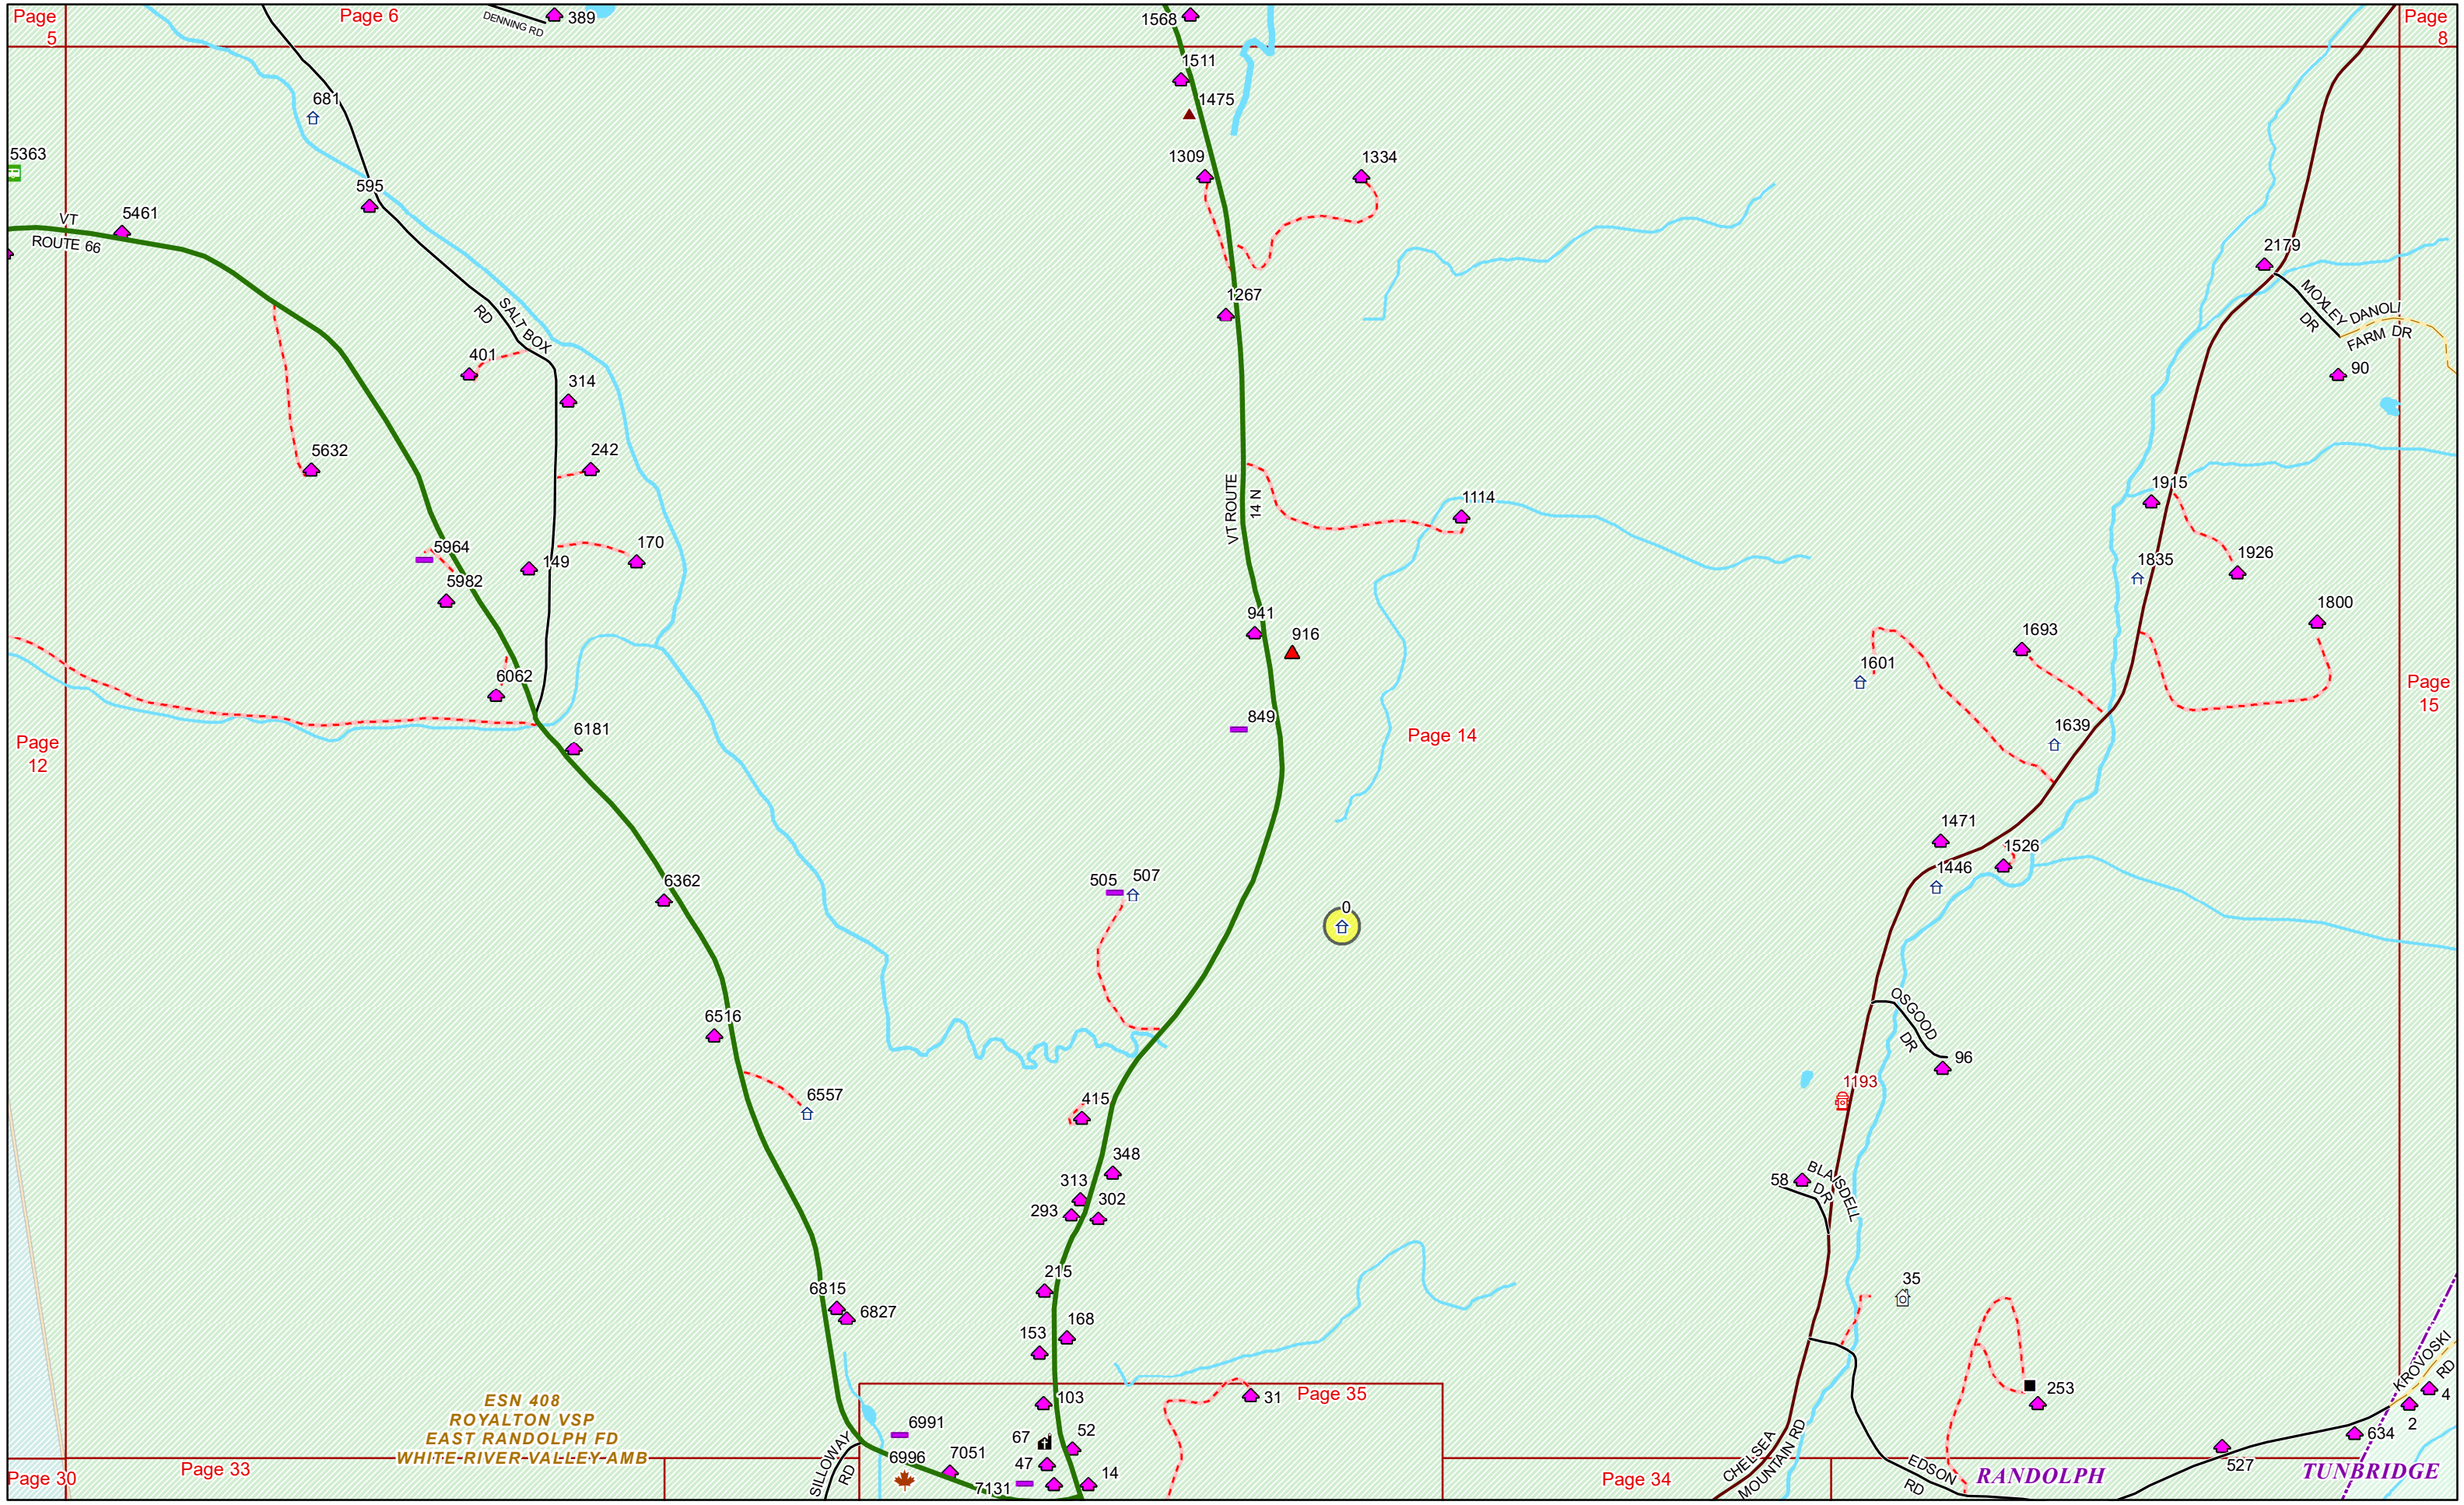 Page
5
Page 6
DENNING RD
389
1568
Page
8
1511
681
1475
5363
1309
1334
595
5461
VT
ROUTE 66
2179
1267
SALT BOX
RD
MOXLEY
DR
DANOLI
FARM DR
401
314
90
5632
242
VT ROUTE
14 N
1114
1915
5964
149
170
5982
1835
1926
941
916
1800
1693
6062
1601
Page
15
849
6181
Page 14
1639
Page
12
1471
1526
6362
505
507
1446
0
OSGOOD
DR
6516
96
6557
415
1193
348
313
302
293
58
BLAISDELL
DR
215
35
6815
6827
168
153
KROVOSKI
RD
ESN 408
ROYALTON VSP
EAST RANDOLPH FD
WHITE RIVER VALLEY AMB
Page 35
31
103
253
4
2
6991
67
52
634
SILLOWAY
RD
6996
7051
47
CHELSEA
MOUNTAIN RD
527
Page 30
Page 33
7131
14
Page 34
EDSON
RD
RANDOLPH
TUNBRIDGE